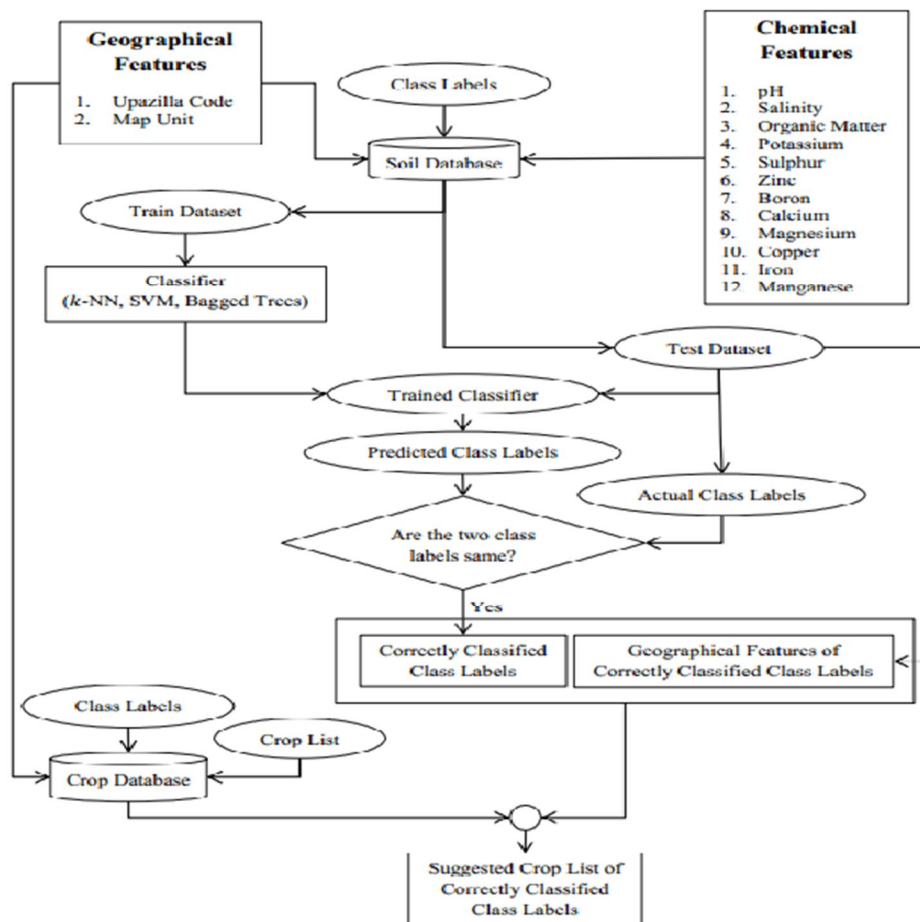 Geographical
Features
1. Upazilla Code
2. Map Unit
Class Labels
Soil Database
Chemical
Features
1. pH
2. Salinity
3. Organic Matter
4. Potassium
5. Sulphur
6. Zinc
7. Boron
8. Calcium
9. Magnesium
10. Copper
11. Iron
12. Manganese
Train Dataset
Classifier
(k-NN, SVM, Bagged Trees)
Test Dataset
Trained Classifier
Predicted Class Labels
Actual Class Labels
Are the two class
labels same?
Yes
Correctly Classified
Class Labels
Geographical Features of
Correctly Classified Class Labels
Class Labels
Crop List
Crop Database
Suggested Crop List of
Correctly Classified
Class Labels